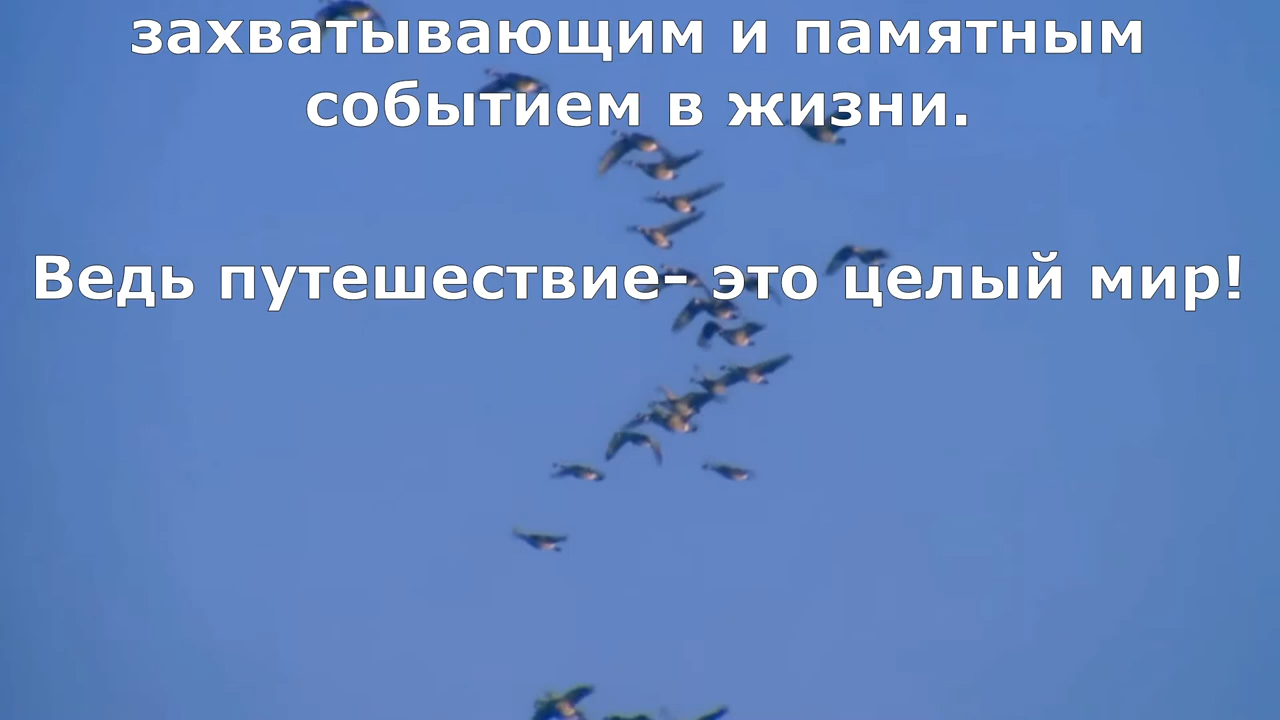 захватывающим и памятным
событием в жизни.
Ведь путешествие- это целый мир!